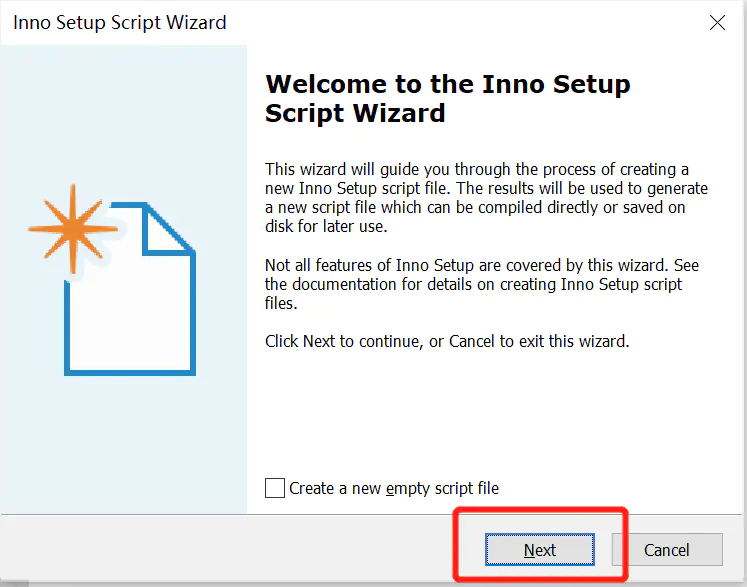 Inno Setup Script Wizard
Welcome to the Inno Setup
Script Wizard
This wizard will guide you through the process of creating a
new Inno Setup script file. The results will be used to generate
a new script file which can be compiled directly or saved on
disk for later use.
Not all features of Inno Setup are covered by this wizard. See
the documentation for details on creating Inno Setup script
files.
Click Next to continue, or Cancel to exit this wizard.
Create a new empty script file
Next
Cancel